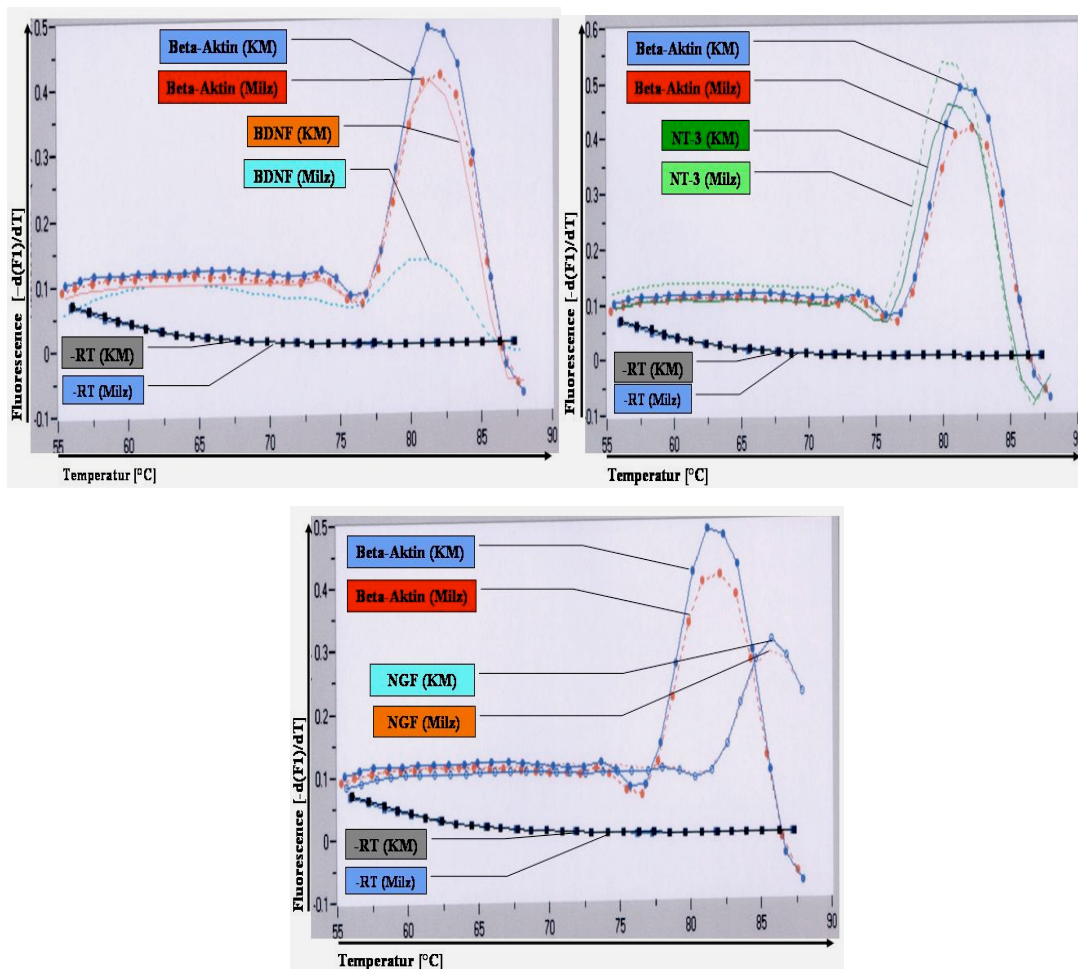 0.5
0.4
0.3
0.2
0.1
0
-0.1
Fluorescence [-d(F1)/dT]
Beta-Aktin (KM)
Beta-Aktin (Milz)
BDNF (KM)
BDNF (Milz)
-RT (KM)
-RT (Milz)
55 60 65 70 75 80 85 90
Temperatur [°C]
0.6
0.5
0.4
0.3
0.2
0.1
0
0.1
Fluorescence [-d(F1)/dT]
Beta-Aktin (KM)
Beta-Aktin (Milz)
NT-3 (KM)
NT-3 (Milz)
-RT (KM)
-RT (Milz)
55 60 65 70 75 80 85 90
Temperatur [°C]
0.5
0.4
0.3
0.2
0.1
0
-0.1
Fluorescence [-d(F1)/dT]
Beta-Aktin (KM)
Beta-Aktin (Milz)
NGF (KM)
NGF (Milz)
-RT (KM)
-RT (Milz)
55 60 65 70 75 80 85 90
Temperatur [°C]